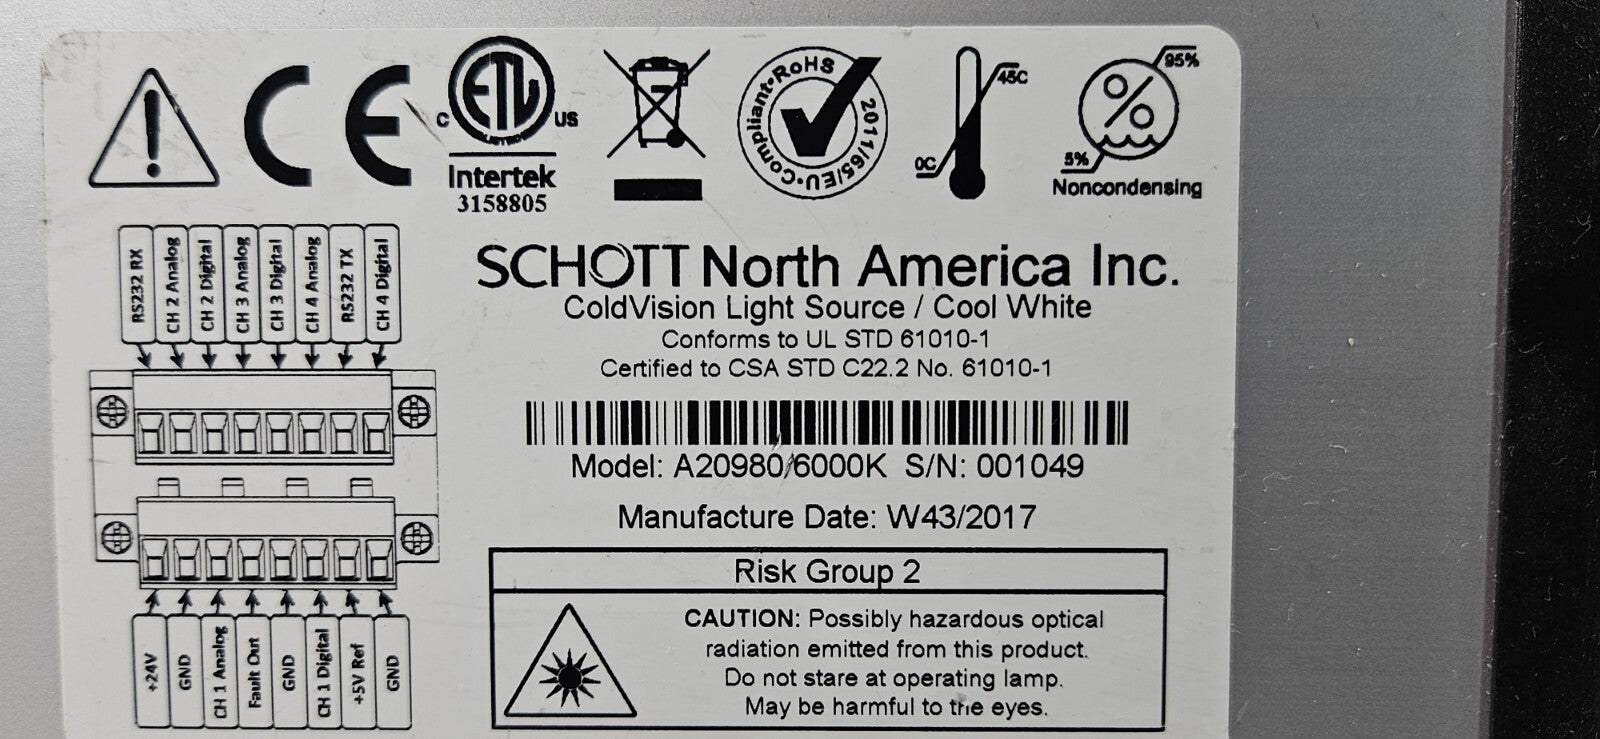 CE
C ETL US
LISTED
Intertek
3158805
Compliant•RoHS
2011/65/EU
45C
0C
95%
%
5%
Noncondensing
RS232 RX
CH 2 Analog
CH 2 Digital
CH 3 Analog
CH 3 Digital
CH 4 Analog
RS232 TX
CH 4 Digital
SCHOTT North America Inc.
ColdVision Light Source / Cool White
Conforms to UL STD 61010-1
Certified to CSA STD C22.2 No. 61010-1
Model: A20980/6000K S/N: 001049
Manufacture Date: W43/2017
Risk Group 2
CAUTION: Possibly hazardous optical
radiation emitted from this product.
Do not stare at operating lamp.
May be harmful to the eyes.
+24V
GND
CH 1 Analog
Fault Out
GND
CH 1 Digital
+5V Ref
GND